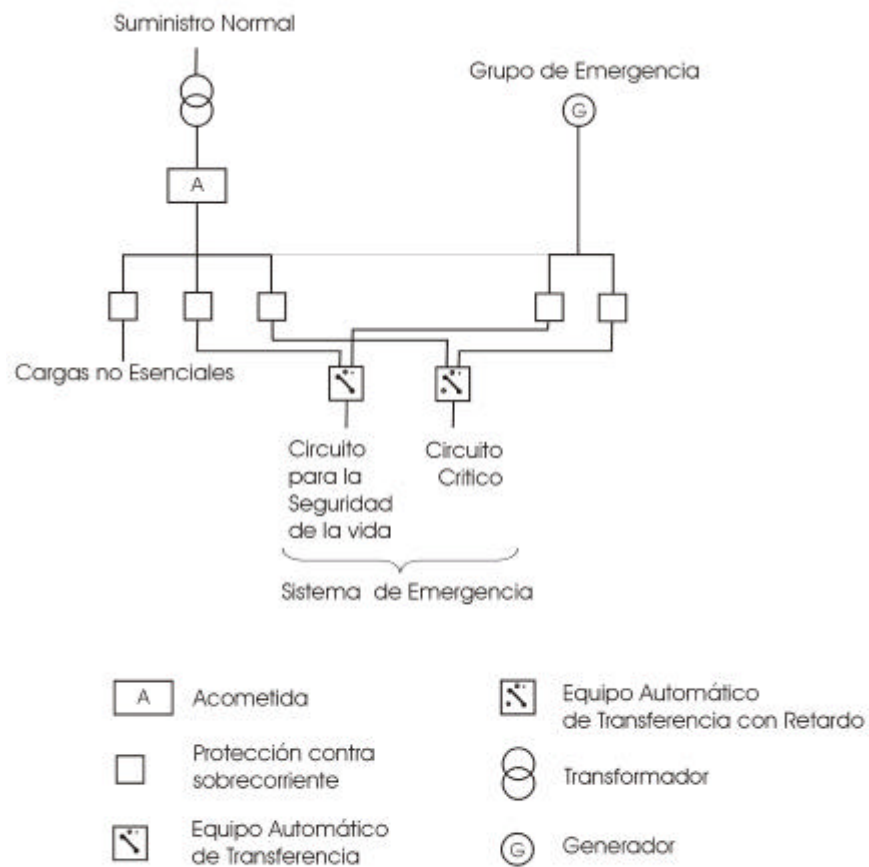 Suministro Normal
Grupo de Emergencia
G
A
Cargas no Esenciales
Circuito
para la
Seguridad
de la vida
Circuito
Crítico
Sistema de Emergencia
A
Acometida
Protección contra
sobrecorriente
Equipo Automático
de Transferencia
Equipo Automático
de Transferencia con Retardo
Transformador
G
Generador